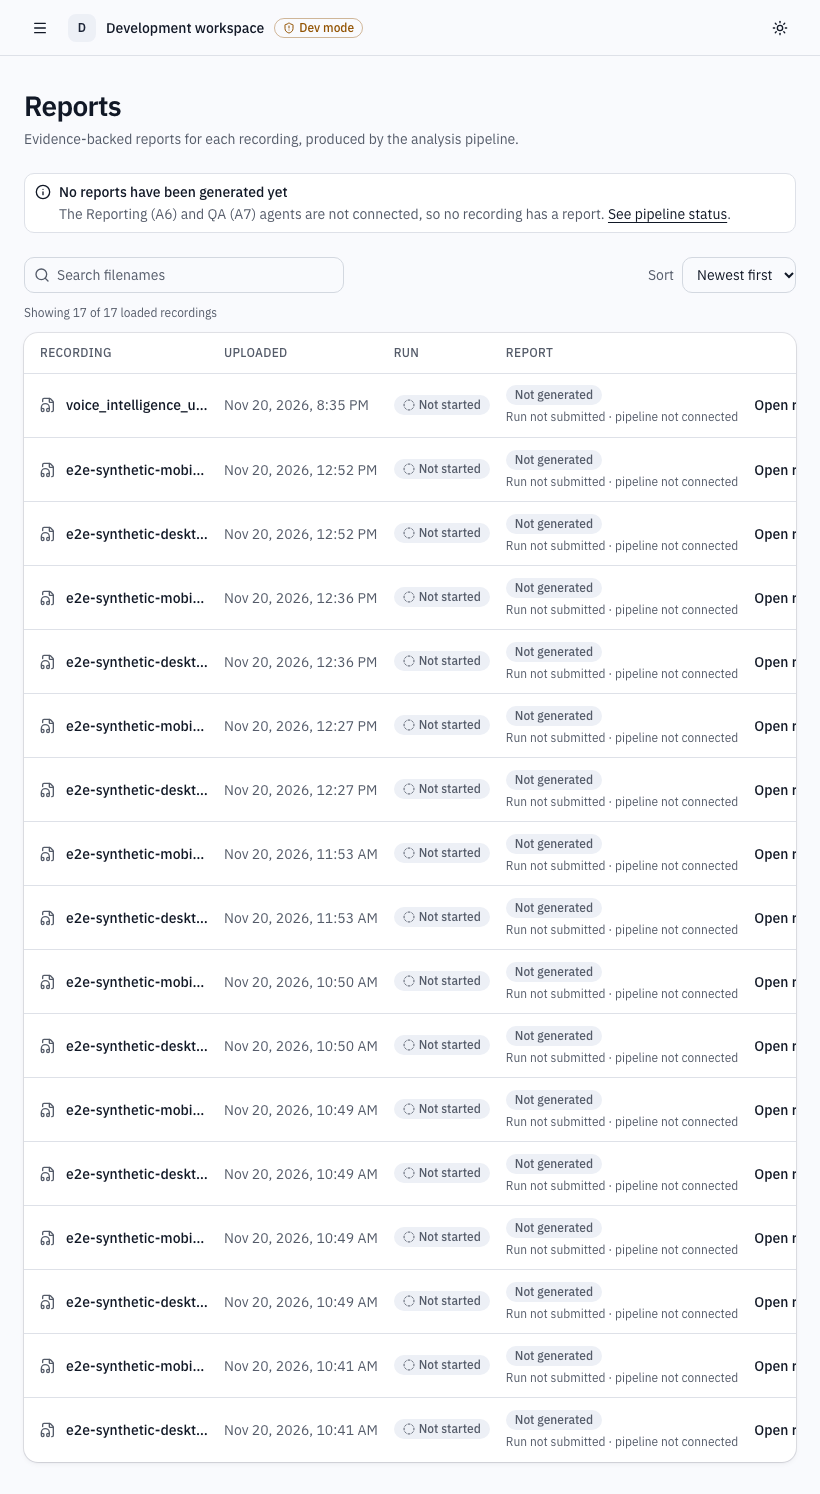 D Development workspace Dev mode
Reports
Evidence-backed reports for each recording, produced by the analysis pipeline.
No reports have been generated yet
The Reporting (A6) and QA (A7) agents are not connected, so no recording has a report. See pipeline status.
Search filenames Sort Newest first
Showing 17 of 17 loaded recordings
RECORDING UPLOADED RUN REPORT
Not generated
voice_intelligence_u... Nov 20, 2026, 8:35 PM Not started Open r
Run not submitted · pipeline not connected
Not generated
e2e-synthetic-mobi... Nov 20, 2026, 12:52 PM Not started Open r
Run not submitted · pipeline not connected
Not generated
e2e-synthetic-deskt... Nov 20, 2026, 12:52 PM Not started Open r
Run not submitted · pipeline not connected
Not generated
e2e-synthetic-mobi... Nov 20, 2026, 12:36 PM Not started Open r
Run not submitted · pipeline not connected
Not generated
e2e-synthetic-deskt... Nov 20, 2026, 12:36 PM Not started Open r
Run not submitted · pipeline not connected
Not generated
e2e-synthetic-mobi... Nov 20, 2026, 12:27 PM Not started Open r
Run not submitted · pipeline not connected
Not generated
e2e-synthetic-deskt... Nov 20, 2026, 12:27 PM Not started Open r
Run not submitted · pipeline not connected
Not generated
e2e-synthetic-mobi... Nov 20, 2026, 11:53 AM Not started Open r
Run not submitted · pipeline not connected
Not generated
e2e-synthetic-deskt... Nov 20, 2026, 11:53 AM Not started Open r
Run not submitted · pipeline not connected
Not generated
e2e-synthetic-mobi... Nov 20, 2026, 10:50 AM Not started Open r
Run not submitted · pipeline not connected
Not generated
e2e-synthetic-deskt... Nov 20, 2026, 10:50 AM Not started Open r
Run not submitted · pipeline not connected
Not generated
e2e-synthetic-mobi... Nov 20, 2026, 10:49 AM Not started Open r
Run not submitted · pipeline not connected
Not generated
e2e-synthetic-deskt... Nov 20, 2026, 10:49 AM Not started Open r
Run not submitted · pipeline not connected
Not generated
e2e-synthetic-mobi... Nov 20, 2026, 10:49 AM Not started Open r
Run not submitted · pipeline not connected
Not generated
e2e-synthetic-deskt... Nov 20, 2026, 10:49 AM Not started Open r
Run not submitted · pipeline not connected
Not generated
e2e-synthetic-mobi... Nov 20, 2026, 10:41 AM Not started Open r
Run not submitted · pipeline not connected
Not generated
e2e-synthetic-deskt... Nov 20, 2026, 10:41 AM Not started Open r
Run not submitted · pipeline not connected